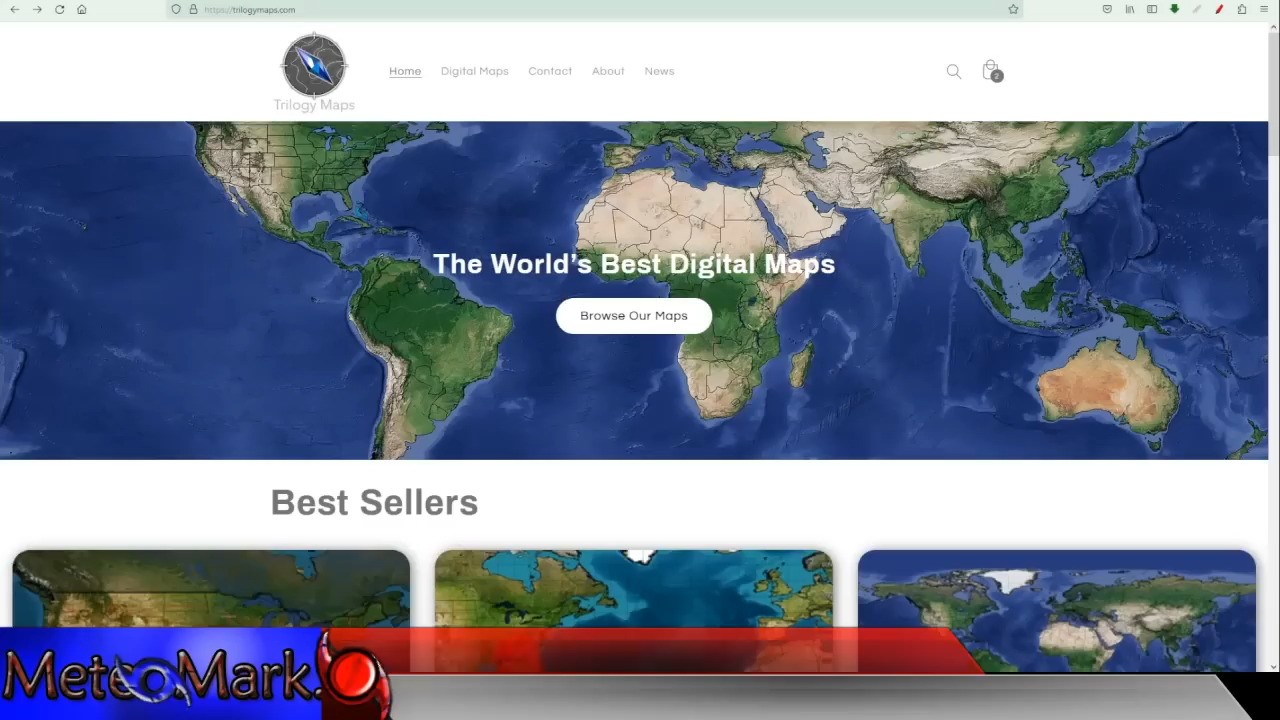 https://trilogymaps.com
Trilogy Maps
Home
Digital Maps
Contact
About
News
2
The World's Best Digital Maps
Browse Our Maps
Best Sellers
MeteoMark.